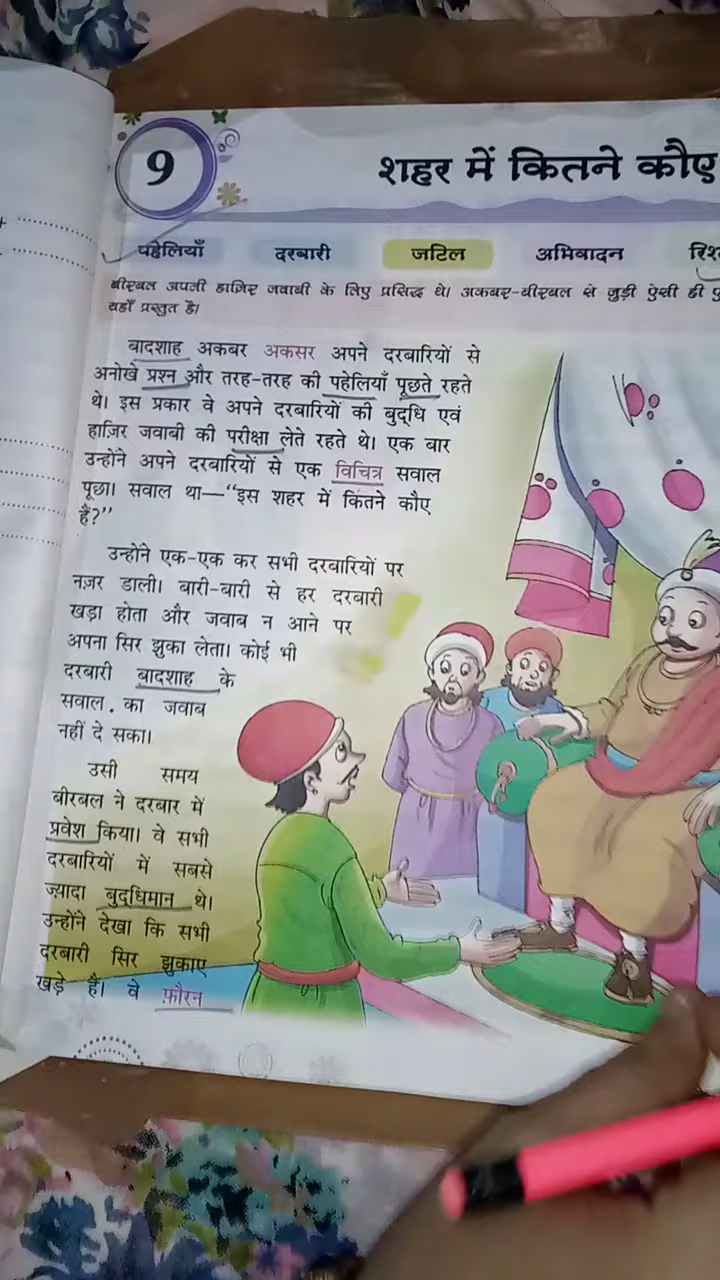 9
शहर में कितने कौए
पहेलियाँ दरबारी जटिल अभिवादन
बीरबल अपनी हाज़िर जवाबी के लिए प्रसिद्ध थे। अकबर-बीरबल से जुड़ी ऐसी ही
यहाँ प्रस्तुत है।
बादशाह अकबर अकसर अपने दरबारियों से
अनोखे प्रश्न और तरह-तरह की पहेलियाँ पूछते रहते
थे। इस प्रकार वे अपने दरबारियों की बुद्धि एवं
हाज़िर जवाबी की परीक्षा लेते रहते थे। एक बार
उन्होंने अपने दरबारियों से एक विचित्र सवाल
पूछा। सवाल था—“इस शहर में कितने कौए
हैं?”
उन्होंने एक-एक कर सभी दरबारियों पर
नज़र डाली। बारी-बारी से हर दरबारी
खड़ा होता और जवाब न आने पर
अपना सिर झुका लेता। कोई भी
दरबारी बादशाह के
सवाल का जवाब
नहीं दे सका।
उसी समय
बीरबल ने दरबार में
प्रवेश किया। वे सभी
दरबारियों में सबसे
ज्यादा बुद्धिमान थे।
उन्होंने देखा कि सभी
दरबारी सिर झुकाए
खड़े हैं। वे फ़ौरन